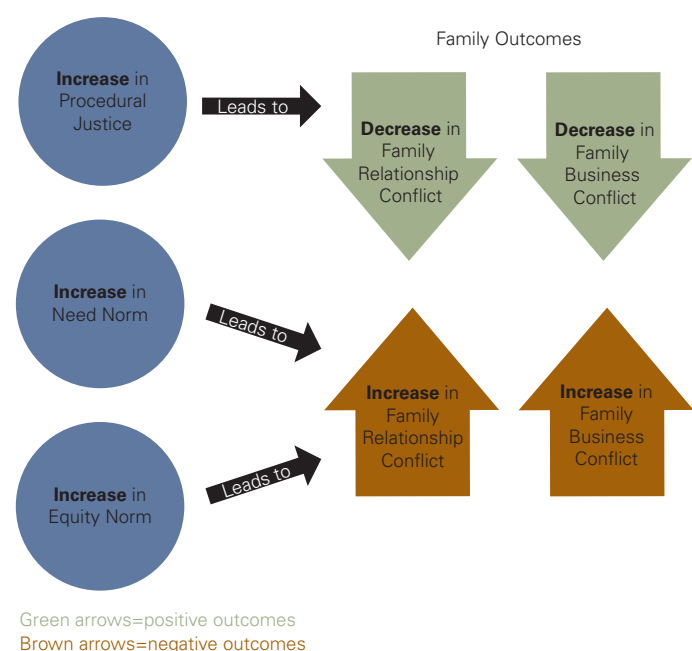 Family Outcomes
Increase in
Procedural
Justice
Leads to
Decrease in
Family
Relationship
Conflict
Decrease in
Family
Business
Conflict
Increase in
Need Norm
Leads to
Increase in
Family
Relationship
Conflict
Increase in
Family
Business
Conflict
Increase in
Equity Norm
Leads to
Green arrows=positive outcomes
Brown arrows=negative outcomes